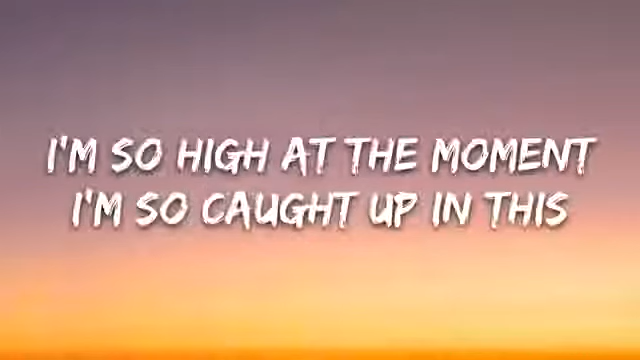 I'M SO HIGH AT THE MOMENT
I'M SO CAUGHT UP IN THIS